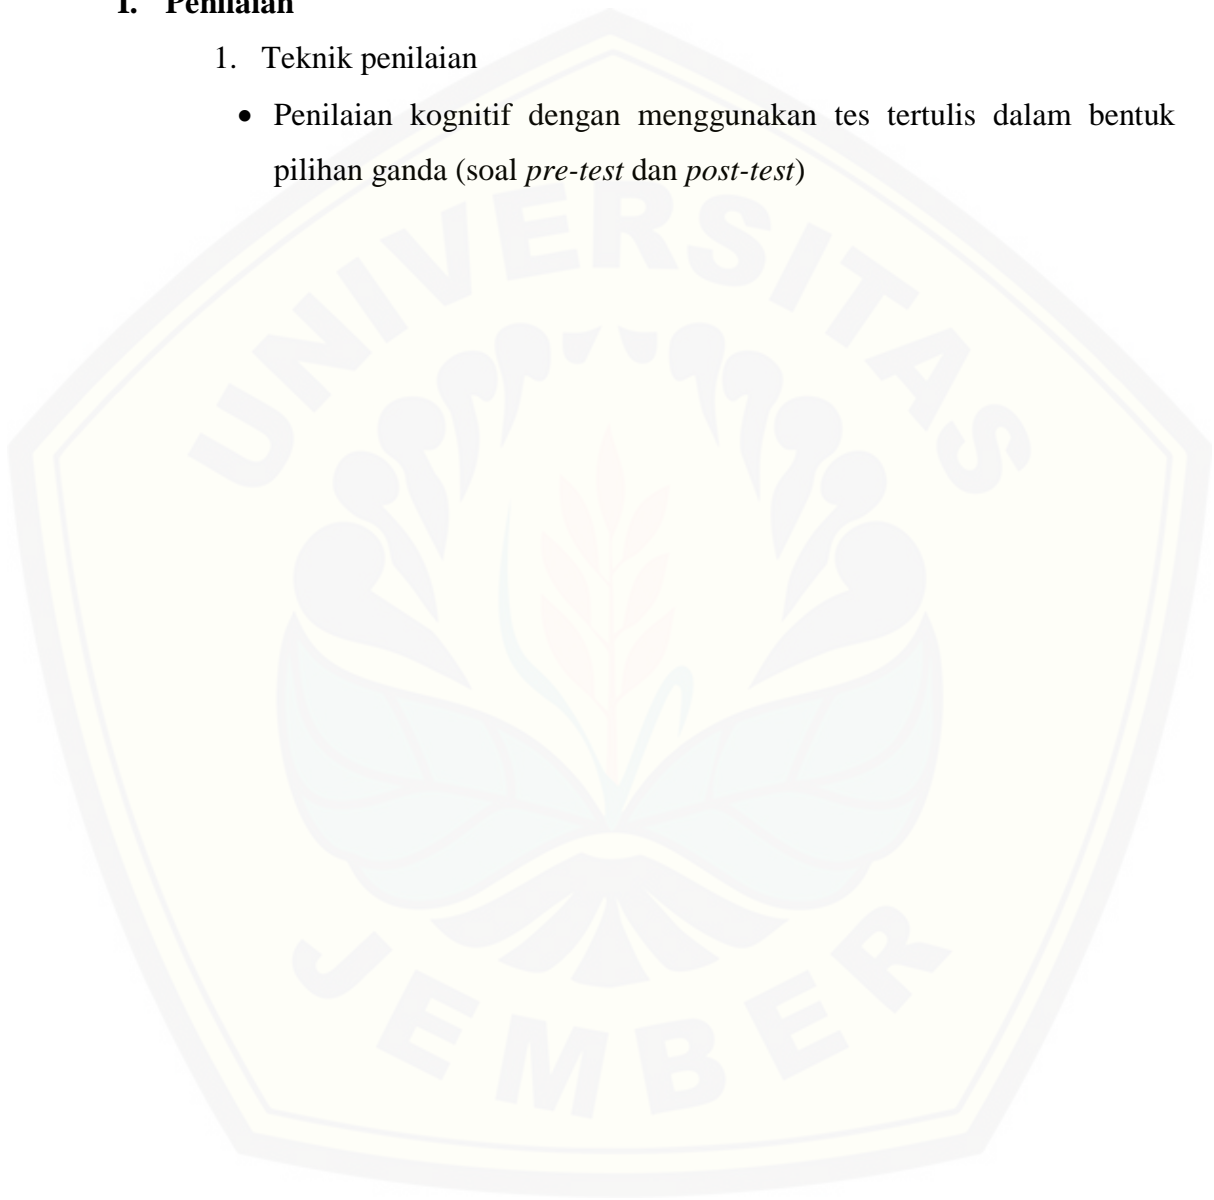 I. Penilaian
1. Teknik penilaian
• Penilaian kognitif dengan menggunakan tes tertulis dalam bentuk
pilihan ganda (soal pre-test dan post-test)
UNIVERSITAS
JEMBER